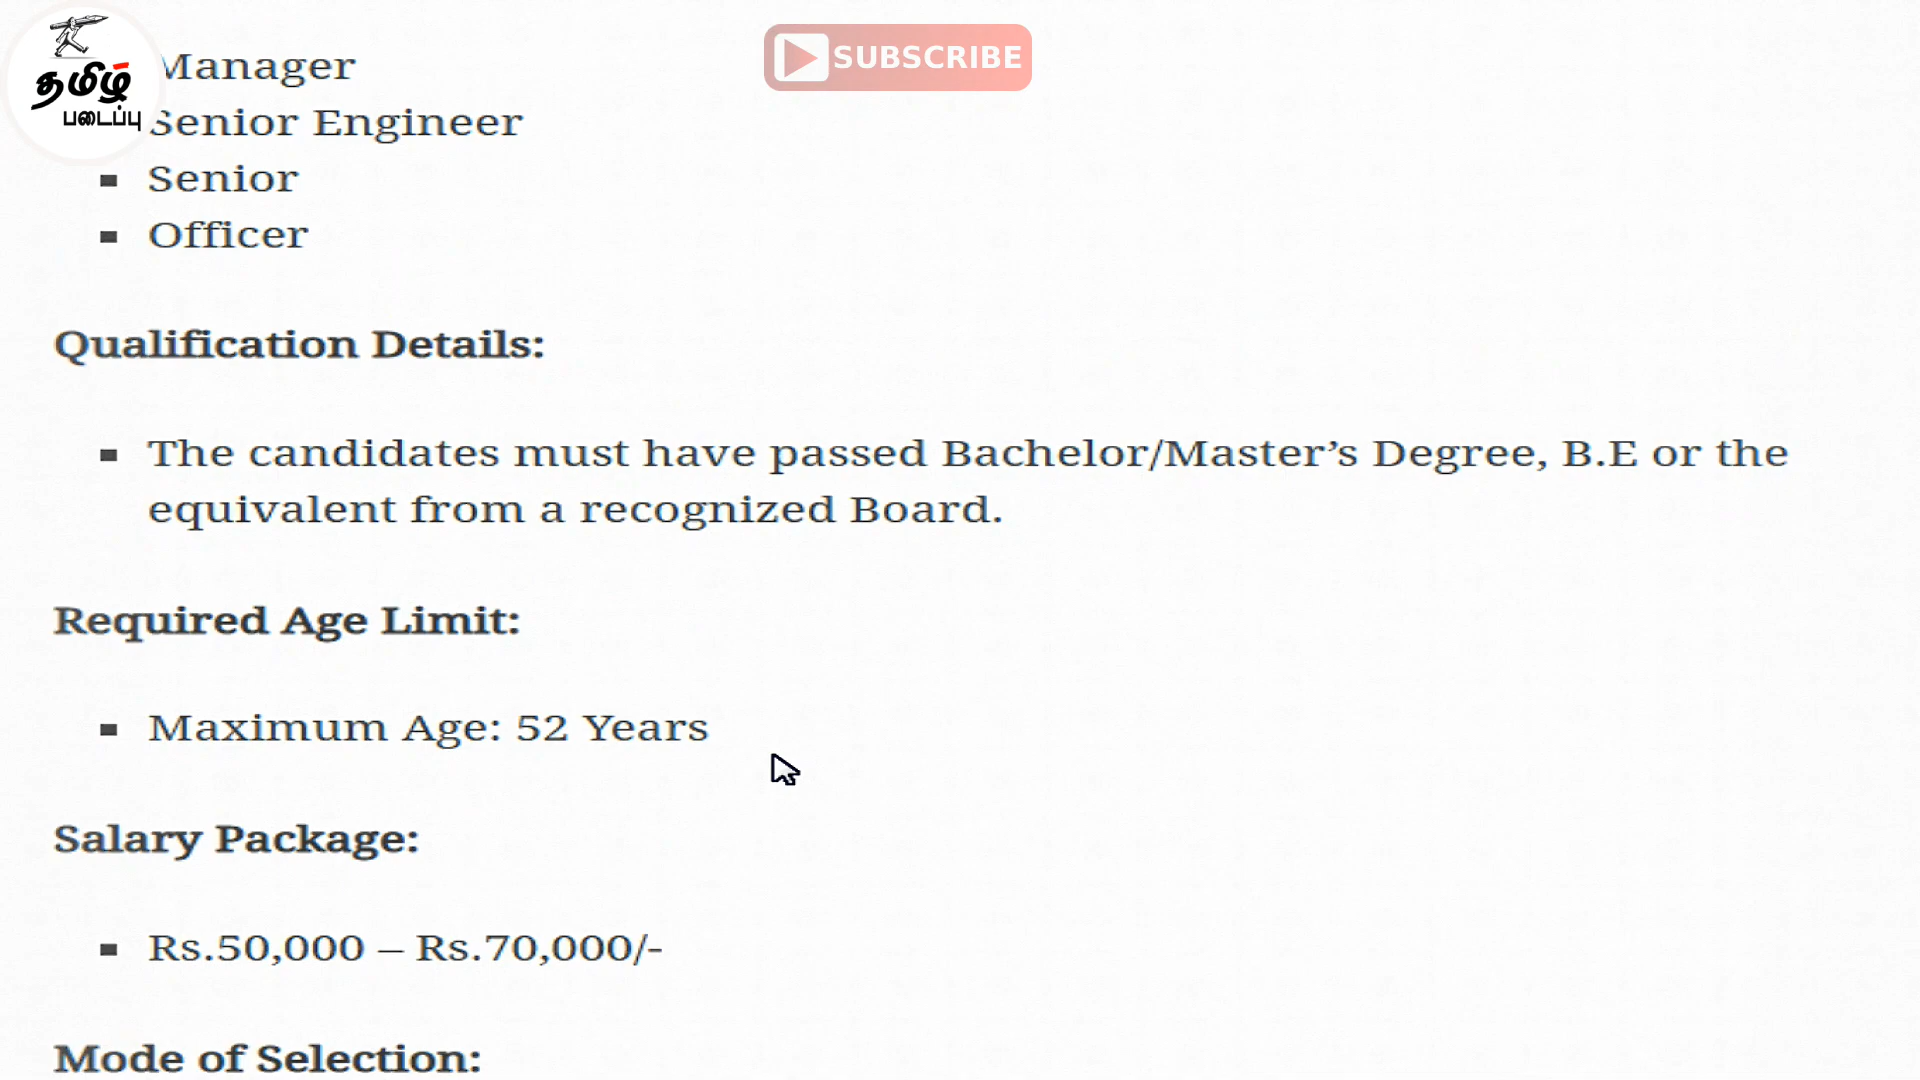 தமிழ்
படைப்பு
SUBSCRIBE
Manager
Senior Engineer
▪ Senior
▪ Officer
Qualification Details:
▪ The candidates must have passed Bachelor/Master’s Degree, B.E or the
equivalent from a recognized Board.
Required Age Limit:
▪ Maximum Age: 52 Years
Salary Package:
▪ Rs.50,000 – Rs.70,000/-
Mode of Selection: